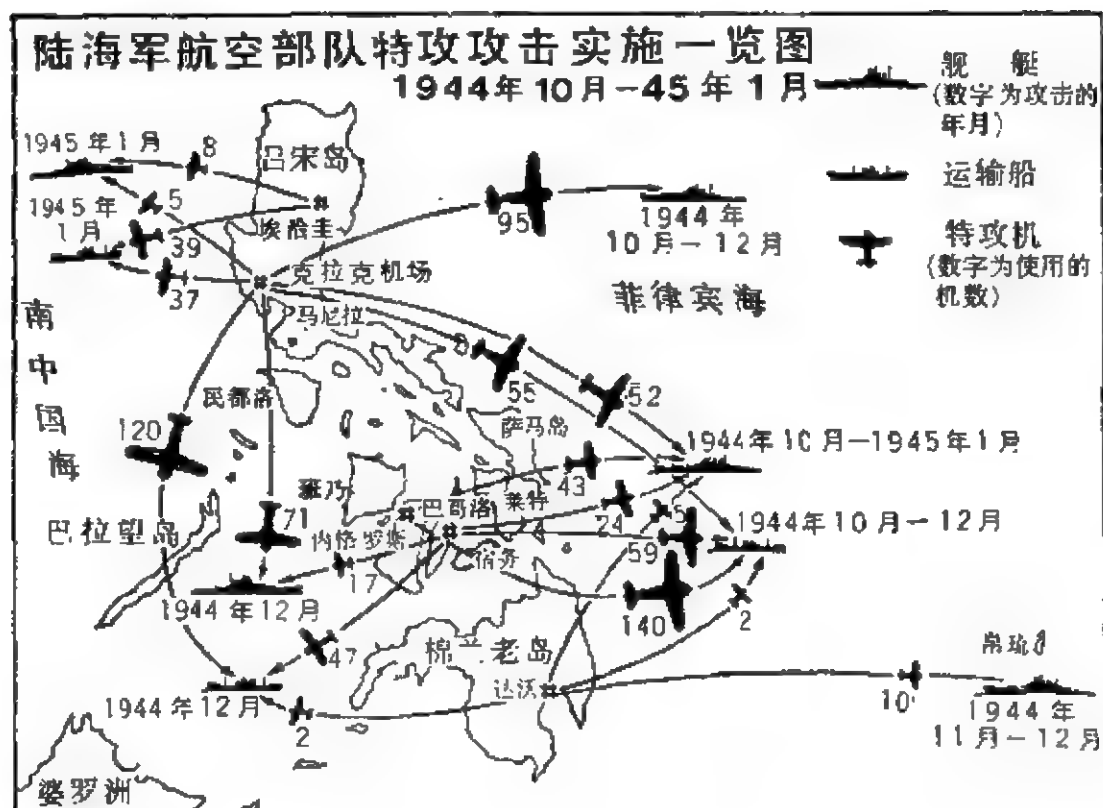 陆海军航空部队特攻攻击实施一览图
1944年10月-45年1月
舰 艇
(数字为攻击的
年月)
运输船
特攻机
(数字为使用的
机数)
1945年1月
8
吕宋岛
5
1945年
1月
39
37
克拉克机场
马尼拉
95
1944年
10月-12月
菲律宾海
南
中
国
海
民都洛
55
52
120
萨马岛
1944年10月-1945年1月
43
班乃
巴哥洛
莱特
24
5
71
巴拉望岛
内格罗斯
宿务
59
1944年10月-12月
17
1944年12月
140
2
47
棉兰老岛
达沃
1944年12月
2
10
1944年
11月-12月
婆罗洲